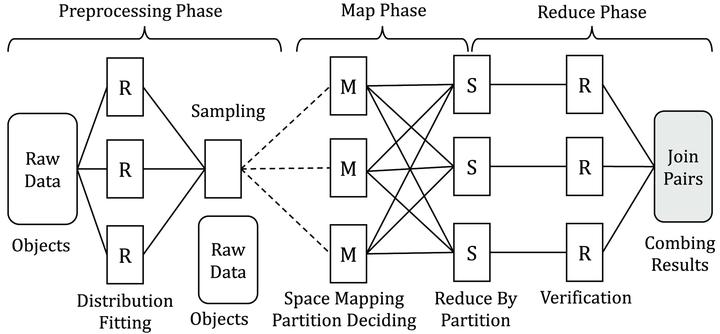 Preprocessing Phase
Map Phase
Reduce Phase
R
M
S
R
Sampling
Raw
Data
R
M
S
R
Join
Pairs
Objects
R
Raw
Data
M
S
R
Combing
Results
Distribution
Fitting
Objects
Space Mapping
Partition Deciding
Reduce By
Partition
Verification